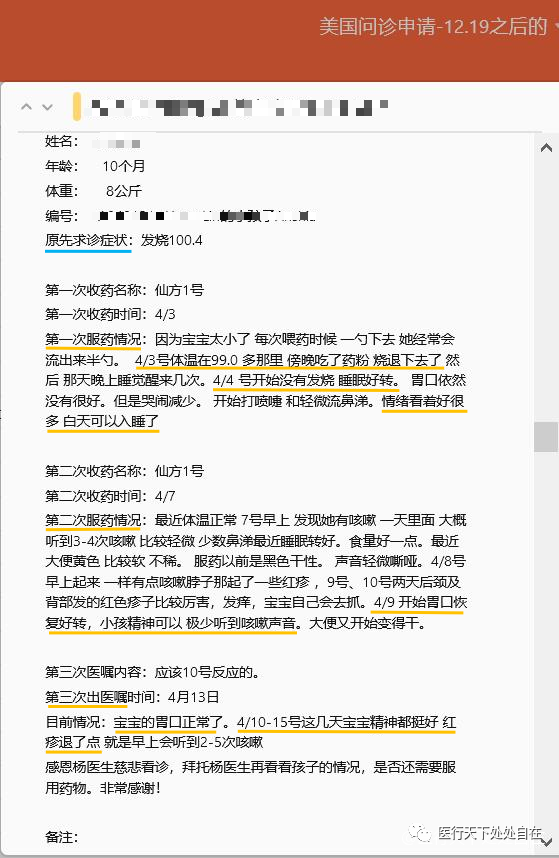 美国问诊申请-12.19之后的
姓名：
年龄： 10个月
体重： 8公斤
编号：
原先求诊症状：发烧100.4
第一次收药名称：仙方1号
第一次收药时间：4/3
第一次服药情况：因为宝宝太小了 每次喂药时候 一勺下去 她经常会
流出来半勺。 4/3号体温在99.0 多那里 傍晚吃了药粉 烧退下去了 然
后 那天晚上睡觉醒来几次。4/4 号开始没有发烧 睡眠好转。 胃口依然
没有很好。但是哭闹减少。 开始打喷嚏 和轻微流鼻涕。情绪看着好很
多 白天可以入睡了
第二次收药名称：仙方1号
第二次收药时间：4/7
第二次服药情况：最近体温正常 7号早上 发现她有咳嗽 一天里面 大概
听到3-4次咳嗽 比较轻微 少数鼻涕最近睡眠转好。食量好一点。最近
大便黄色 比较软 不稀。 服药以前是黑色干性。 声音轻微嘶哑。4/8号
早上起来 一样有点咳嗽脖子那起了一些红疹 ，9号、10号两天后颈及
背部发的红色疹子比较厉害，发痒，宝宝自己会去抓。4/9 开始胃口恢
复好转，小孩精神可以 极少听到咳嗽声音。大便又开始变得干。
第三次医嘱内容：应该10号反应的。
第三次出医嘱时间：4月13日
目前情况：宝宝的胃口正常了。4/10-15号这几天宝宝精神都挺好 红
疹退了点 就是早上会听到2-5次咳嗽
感恩杨医生慈悲看诊，拜托杨医生再看看孩子的情况，是否还需要服
用药物。非常感谢！
备注：
医行天下处处自在